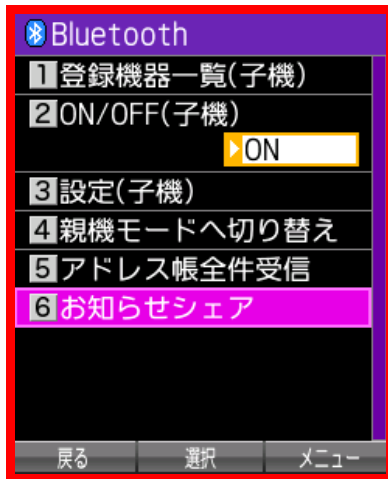 Bluetooth
1登録機器一覧(子機)
2ON/OFF(子機)
ON
3設定(子機)
4親機モードへ切り替え
5アドレス帳全件受信
6お知らせシェア
戻る 選択 メニュー